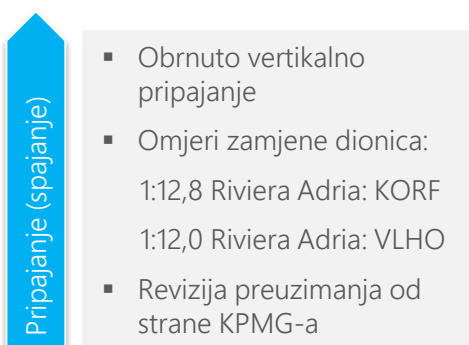 Pripajanje (spajanje)
▪ Obrnuto vertikalno
pripajanje
▪ Omjeri zamjene dionica:
1:12,8 Riviera Adria: KORF
1:12,0 Riviera Adria: VLHO
▪ Revizija preuzimanja od
strane KPMG-a